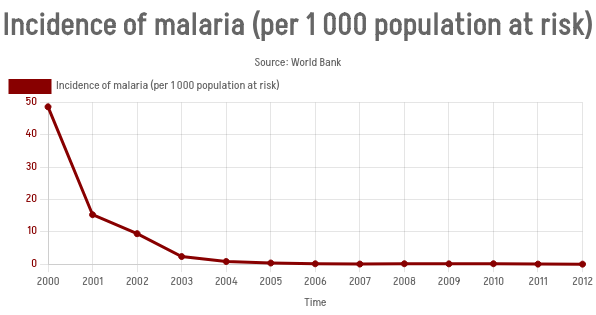 Incidence of malaria (per 1 000 population at risk)
Source: World Bank
Incidence of malaria (per 1 000 population at risk)
50
40
30
20
10
0
2000 2001 2002 2003 2004 2005 2006 2007 2008 2009 2010 2011 2012
Time